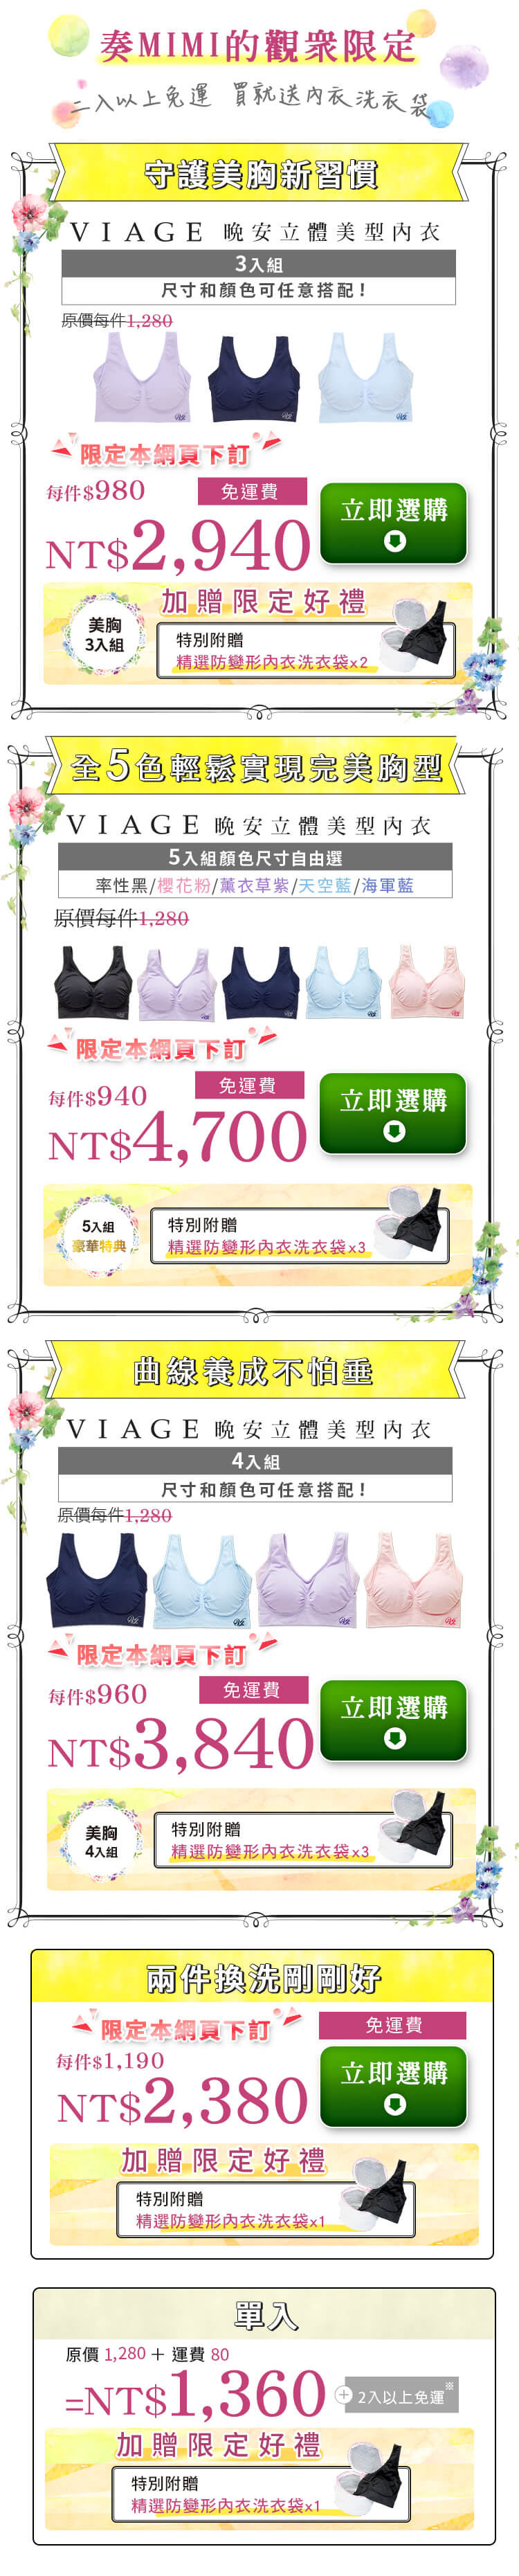 奏MIMI的觀眾限定
二入以上免運 買就送內衣洗衣袋
守護美胸新習慣
VIAGE 晚安立體美型內衣
3入組
尺寸和顏色可任意搭配!
原價每件1,280
限定本網頁下訂
每件$980
免運費
立即選購
NT$2,940
加贈限定好禮
美胸
3入組
特別附贈
精選防變形內衣洗衣袋x2
全5色輕鬆實現完美胸型
VIAGE 晚安立體美型內衣
5入組顏色尺寸自由選
率性黑/櫻花粉/薰衣草紫/天空藍/海軍藍
原價每件1,280
限定本網頁下訂
每件$940
免運費
立即選購
NT$4,700
5入組
豪華特典
特別附贈
精選防變形內衣洗衣袋x3
曲線養成不怕垂
VIAGE 晚安立體美型內衣
4入組
尺寸和顏色可任意搭配!
原價每件1,280
限定本網頁下訂
每件$960
免運費
立即選購
NT$3,840
美胸
4入組
特別附贈
精選防變形內衣洗衣袋x3
兩件換洗剛剛好
限定本網頁下訂
免運費
每件$1,190
立即選購
NT$2,380
加贈限定好禮
特別附贈
精選防變形內衣洗衣袋x1
單入
原價 1,280 + 運費 80
=NT$1,360
+ 2入以上免運※
加贈限定好禮
特別附贈
精選防變形內衣洗衣袋x1